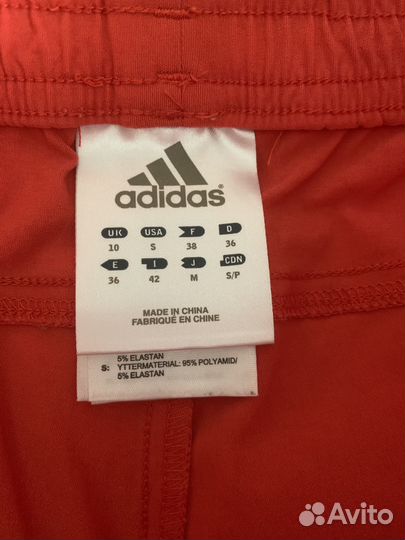 adidas
UK USA F D
10 S 38 36
E I J CDN
36 42 M S/P
MADE IN CHINA
FABRIQUÉ EN CHINE
5% ELASTAN
S: YTTERMATERIAL: 95% POLYAMID/
5% ELASTAN
Avito